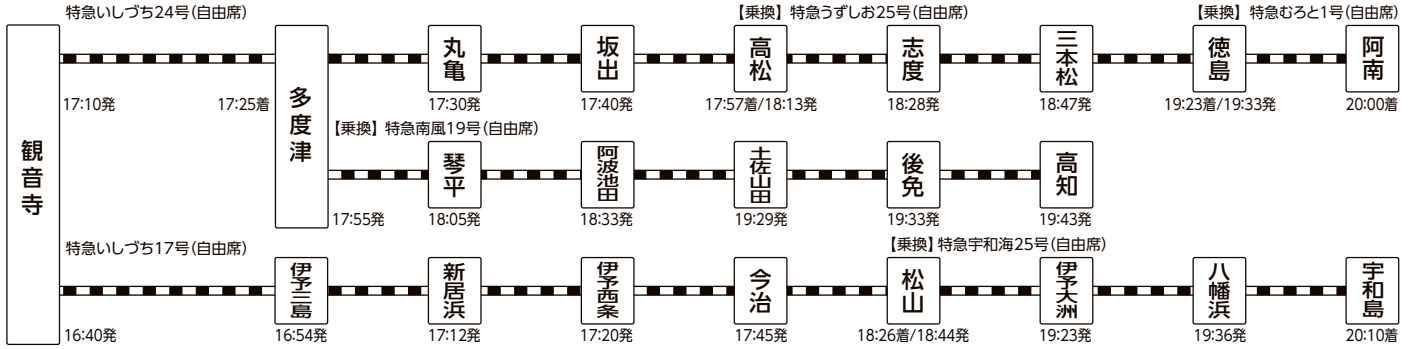 特急いしづち24号(自由席)
【乗換】特急うずしお25号(自由席)
【乗換】特急むろと1号(自由席)
観音寺
多度津
丸亀
坂出
高松
志度
三本松
徳島
阿南
17:10発
17:25着
17:30発
17:40発
17:57着/18:13発
18:28発
18:47発
19:23着/19:33発
20:00着
【乗換】特急南風19号(自由席)
琴平
阿波池田
土佐山田
後免
高知
17:55発
18:05発
18:33発
19:29発
19:33発
19:43発
特急いしづち17号(自由席)
【乗換】特急宇和海25号(自由席)
伊予三島
新居浜
伊予西条
今治
松山
伊予大洲
八幡浜
宇和島
16:40発
16:54発
17:12発
17:20発
17:45発
18:26着/18:44発
19:23発
19:36発
20:10着